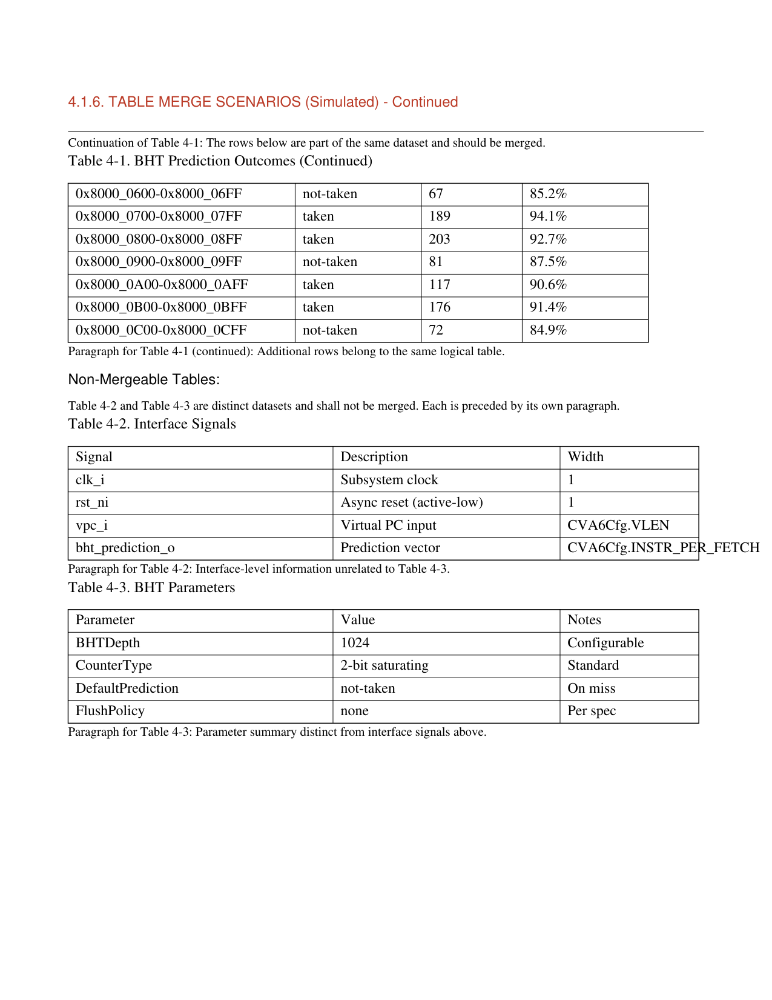 4.1.6. TABLE MERGE SCENARIOS (Simulated) - Continued
Continuation of Table 4-1: The rows below are part of the same dataset and should be merged.
Table 4-1. BHT Prediction Outcomes (Continued)
0x8000_0600-0x8000_06FF not-taken 67 85.2%
0x8000_0700-0x8000_07FF taken 189 94.1%
0x8000_0800-0x8000_08FF taken 203 92.7%
0x8000_0900-0x8000_09FF not-taken 81 87.5%
0x8000_0A00-0x8000_0AFF taken 117 90.6%
0x8000_0B00-0x8000_0BFF taken 176 91.4%
0x8000_0C00-0x8000_0CFF not-taken 72 84.9%
Paragraph for Table 4-1 (continued): Additional rows belong to the same logical table.
Non-Mergeable Tables:
Table 4-2 and Table 4-3 are distinct datasets and shall not be merged. Each is preceded by its own paragraph.
Table 4-2. Interface Signals
Signal Description Width
clk_i Subsystem clock 1
rst_ni Async reset (active-low) 1
vpc_i Virtual PC input CVA6Cfg.VLEN
bht_prediction_o Prediction vector CVA6Cfg.INSTR_PER_FETCH
Paragraph for Table 4-2: Interface-level information unrelated to Table 4-3.
Table 4-3. BHT Parameters
Parameter Value Notes
BHTDepth 1024 Configurable
CounterType 2-bit saturating Standard
DefaultPrediction not-taken On miss
FlushPolicy none Per spec
Paragraph for Table 4-3: Parameter summary distinct from interface signals above.